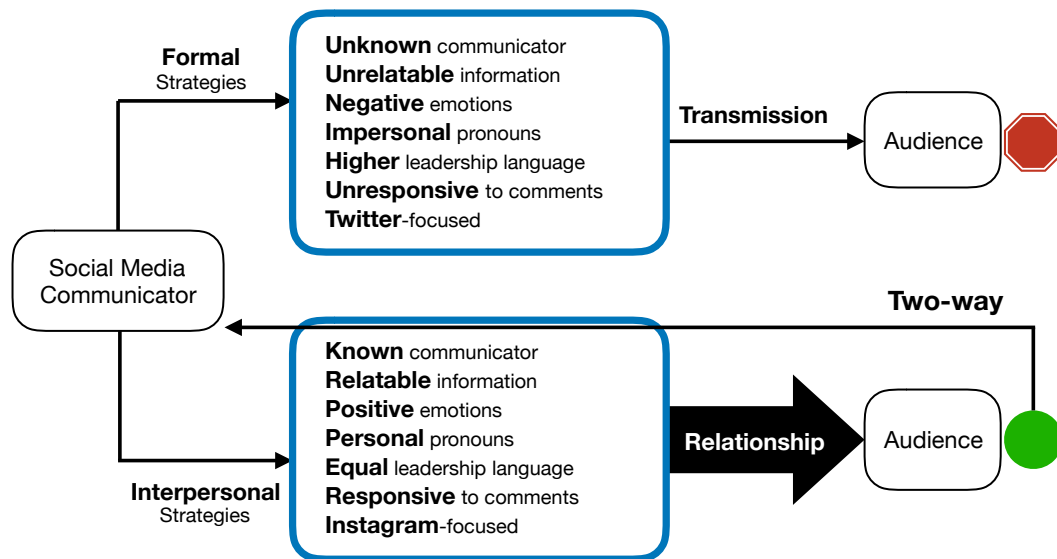 Formal
Strategies
Unknown communicator
Unrelatable information
Negative emotions
Impersonal pronouns
Higher leadership language
Unresponsive to comments
Twitter-focused
Transmission
Audience
Social Media
Communicator
Two-way
Interpersonal
Strategies
Known communicator
Relatable information
Positive emotions
Personal pronouns
Equal leadership language
Responsive to comments
Instagram-focused
Relationship
Audience